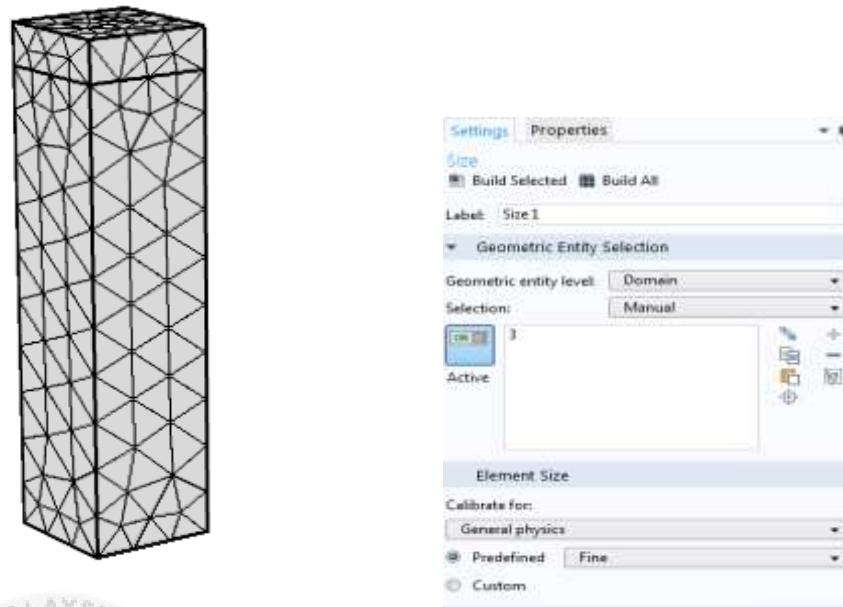 Settings Properties
Size
Build Selected Build All
Label: Size 1
Geometric Entity Selection
Geometric entity level: Domain
Selection: Manual
ON
3
Active
Element Size
Calibrate for:
General physics
Predefined Fine
Custom